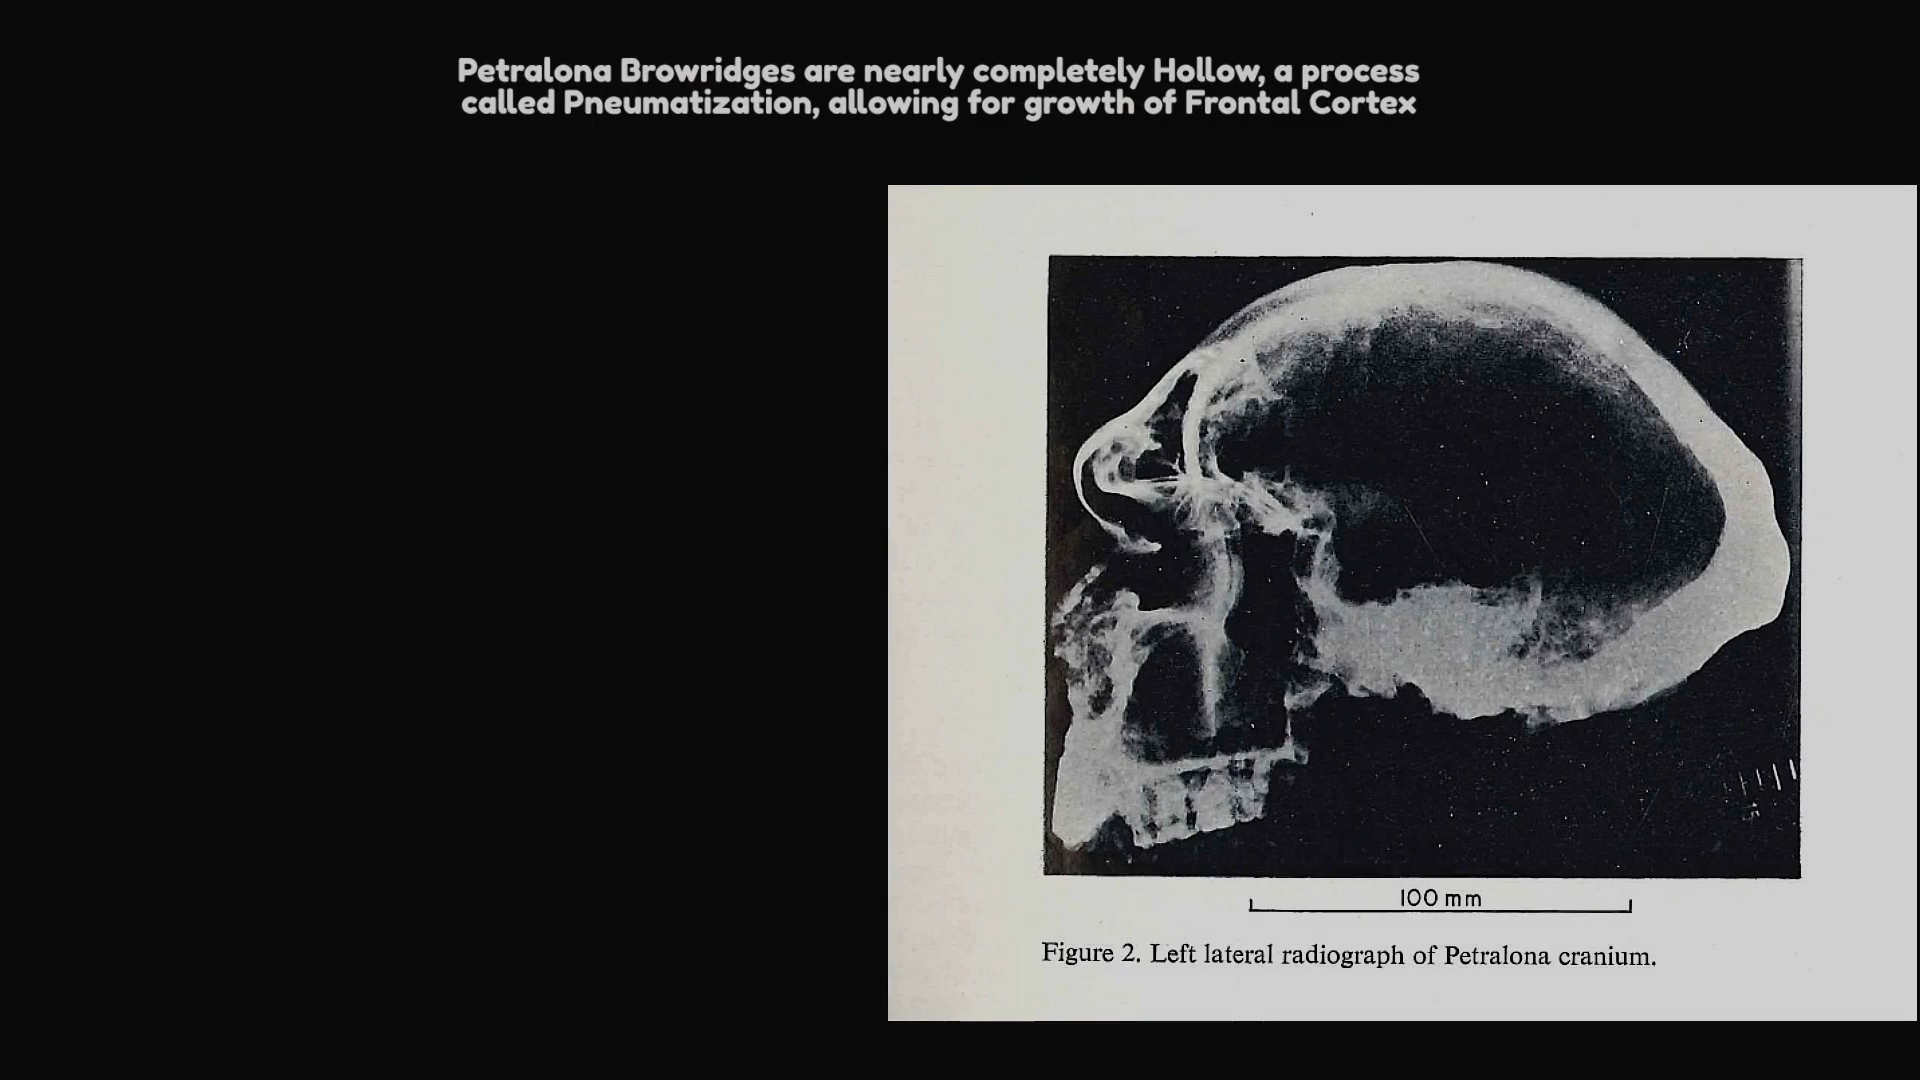 Petralona Browridges are nearly completely Hollow, a process
called Pneumatization, allowing for growth of Frontal Cortex
100 mm
Figure 2. Left lateral radiograph of Petralona cranium.